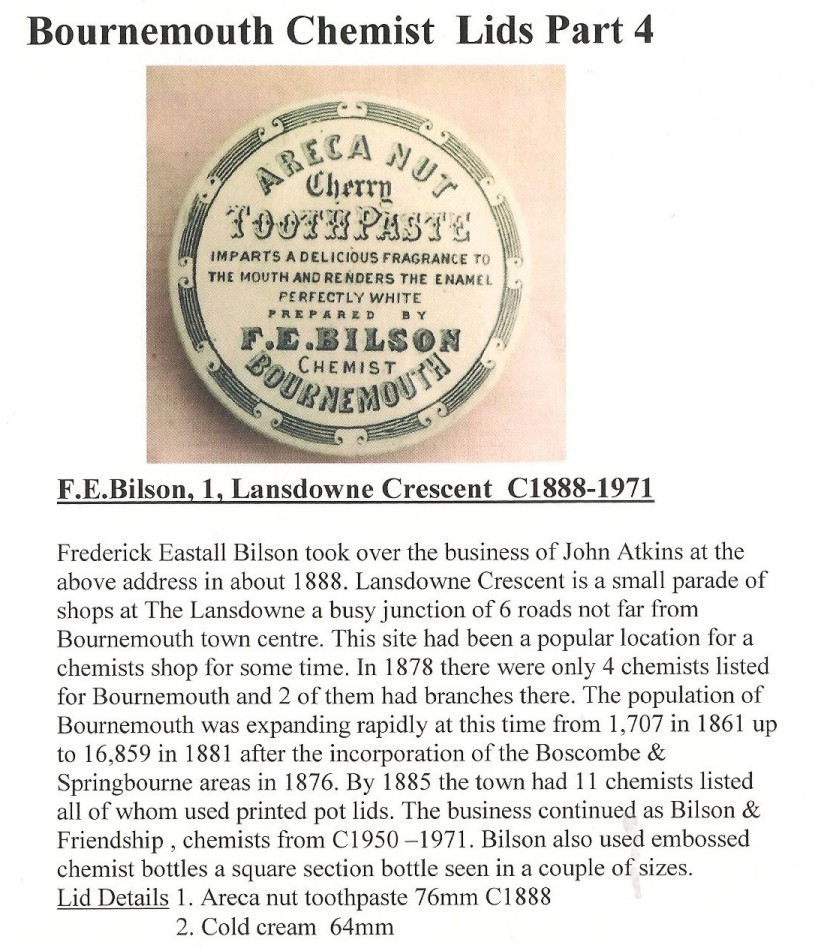 Bournemouth Chemist Lids Part 4
ARECA NUT
Cherry
TOOTH PASTE
IMPARTS A DELICIOUS FRAGRANCE TO
THE MOUTH AND RENDERS THE ENAMEL
PERFECTLY WHITE
PREPARED BY
F.E.BILSON
CHEMIST
BOURNEMOUTH
F.E.Bilson, 1, Lansdowne Crescent C1888-1971
Frederick Eastall Bilson took over the business of John Atkins at the
above address in about 1888. Lansdowne Crescent is a small parade of
shops at The Lansdowne a busy junction of 6 roads not far from
Bournemouth town centre. This site had been a popular location for a
chemists shop for some time. In 1878 there were only 4 chemists listed
for Bournemouth and 2 of them had branches there. The population of
Bournemouth was expanding rapidly at this time from 1,707 in 1861 up
to 16,859 in 1881 after the incorporation of the Boscombe &
Springbourne areas in 1876. By 1885 the town had 11 chemists listed
all of whom used printed pot lids. The business continued as Bilson &
Friendship , chemists from C1950 –1971. Bilson also used embossed
chemist bottles a square section bottle seen in a couple of sizes.
Lid Details 1. Areca nut toothpaste 76mm C1888
2. Cold cream 64mm